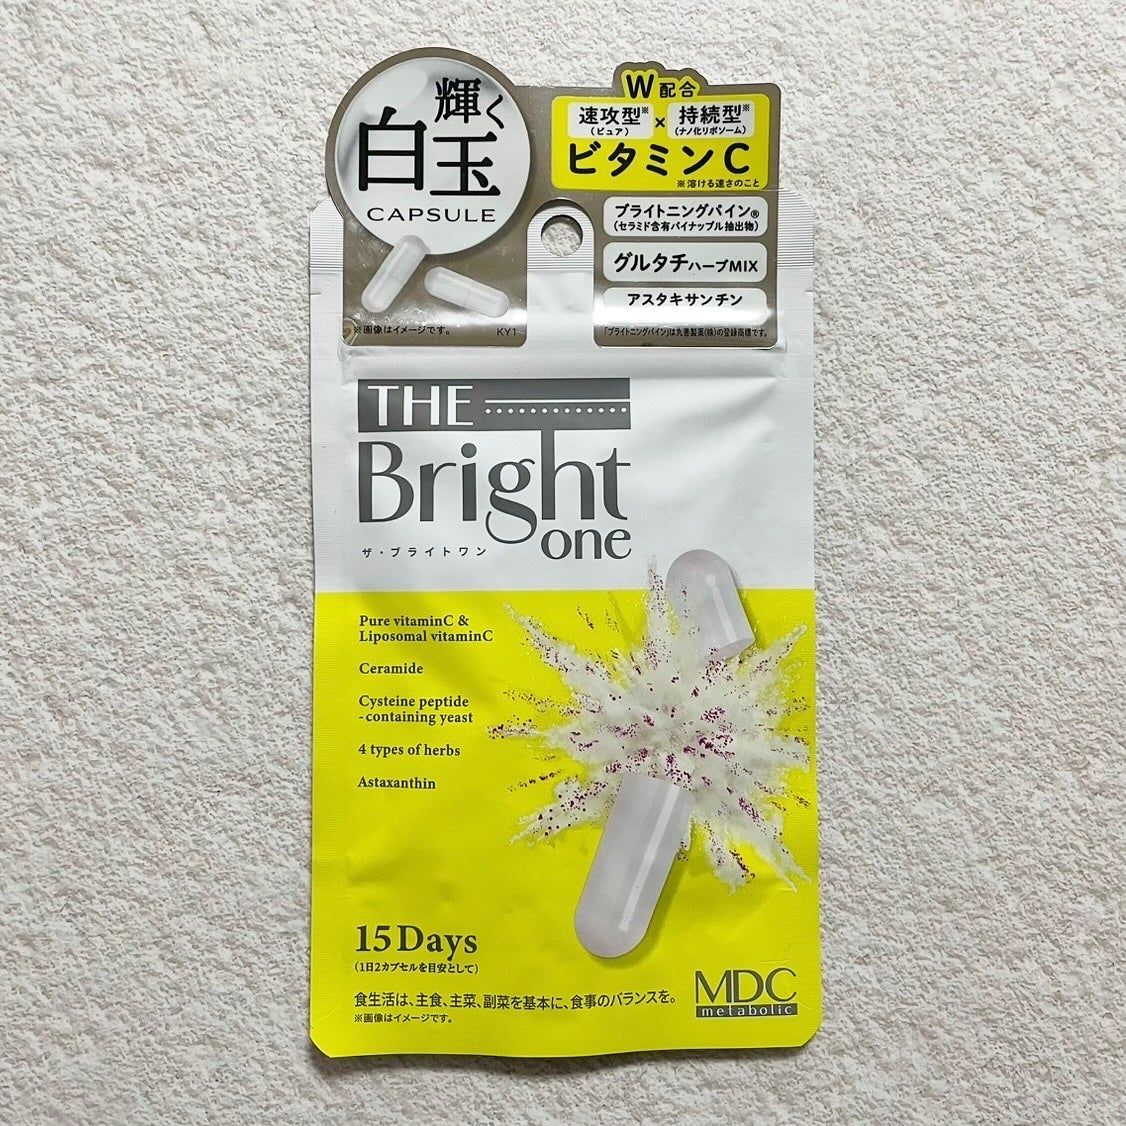 輝く
白玉
CAPSULE
※画像はイメージです。
KY1
W配合
速攻型※ × 持続型※
(ピュア) (ナノ化リポソーム)
ビタミンC
※溶ける速さのこと
ブライトニングパイン®
(セラミド含有パイナップル抽出物)
グルタチハーブMIX
アスタキサンチン
「ブライトニングパイン」は丸善製薬(株)の登録商標です。
THE
Bright
one
ザ・ブライトワン
Pure vitaminC &
Liposomal vitaminC
Ceramide
Cysteine peptide
-containing yeast
4 types of herbs
Astaxanthin
15Days
(1日2カプセルを目安として)
食生活は、主食、主菜、副菜を基本に、食事のバランスを。
※画像はイメージです。
MDC
metabolic